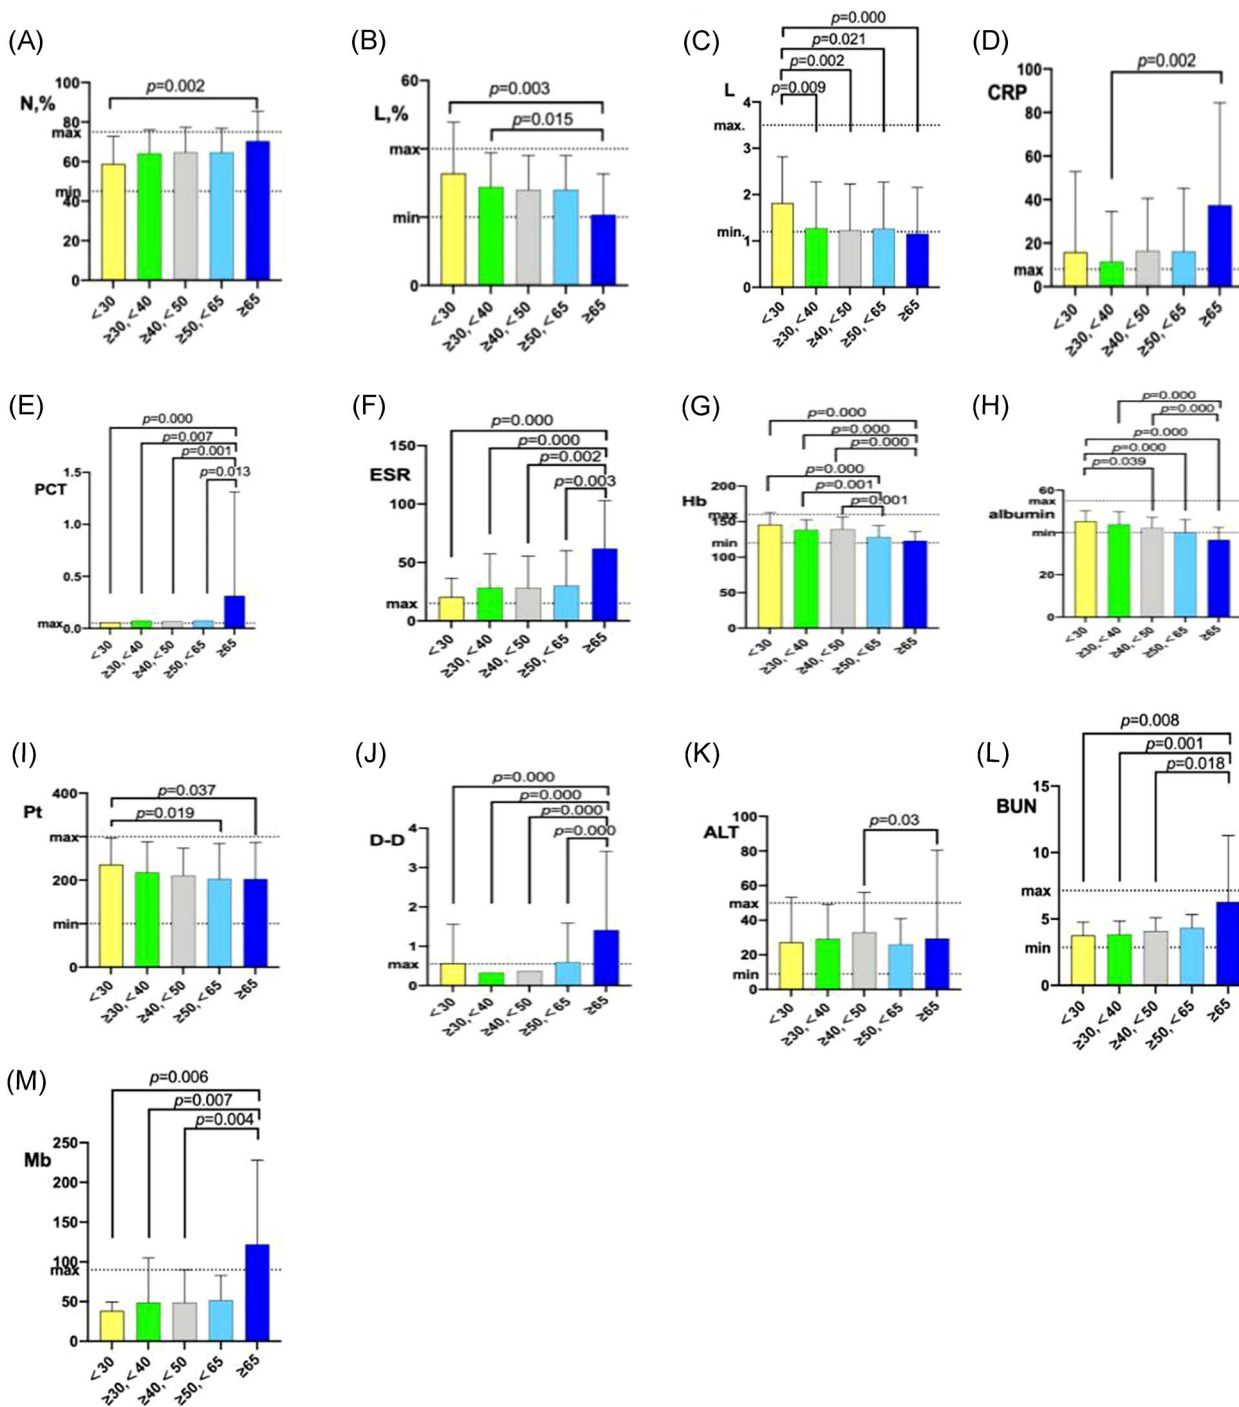 (A)
p=0.002
N,%
100
80
max
60
min
40
20
0
<30
≥30,<40
≥40,<50
≥50,<65
≥65
(B)
p=0.003
p=0.015
L,%
60
max
40
min
20
0
<30
≥30,<40
≥40,<50
≥50,<65
≥65
(C)
p=0.000
p=0.021
p=0.002
p=0.009
L
4
max.
3
2
min.
1
0
<30
≥30,<40
≥40,<50
≥50,<65
≥65
(D)
p=0.002
CRP
100
80
60
40
20
max
0
<30
≥30,<40
≥40,<50
≥50,<65
≥65
(E)
p=0.000
p=0.007
p=0.001
p=0.013
PCT
1.5
1.0
0.5
max
0.0
<30
≥30,<40
≥40,<50
≥50,<65
≥65
(F)
p=0.000
p=0.000
p=0.002
p=0.003
ESR
150
100
50
max
0
<30
≥30,<40
≥40,<50
≥50,<65
≥65
(G)
p=0.000
p=0.000
p=0.000
p=0.000
p=0.001
p=0.001
Hb
200
max
150
min
100
50
0
<30
≥30,<40
≥40,<50
≥50,<65
≥65
(H)
p=0.000
p=0.000
p=0.000
p=0.000
p=0.039
albumin
60
max
40
min
20
0
<30
≥30,<40
≥40,<50
≥50,<65
≥65
(I)
p=0.037
p=0.019
Pt
400
max
200
min
0
<30
≥30,<40
≥40,<50
≥50,<65
≥65
(J)
p=0.000
p=0.000
p=0.000
p=0.000
D-D
4
3
2
1
max
0
<30
≥30,<40
≥40,<50
≥50,<65
≥65
(K)
p=0.03
ALT
100
80
60
max
40
20
min
0
<30
≥30,<40
≥40,<50
≥50,<65
≥65
(L)
p=0.008
p=0.001
p=0.018
BUN
15
10
max
5
min
0
<30
≥30,<40
≥40,<50
≥50,<65
≥65
(M)
p=0.006
p=0.007
p=0.004
Mb
250
200
150
100
max
50
0
<30
≥30,<40
≥40,<50
≥50,<65
≥65